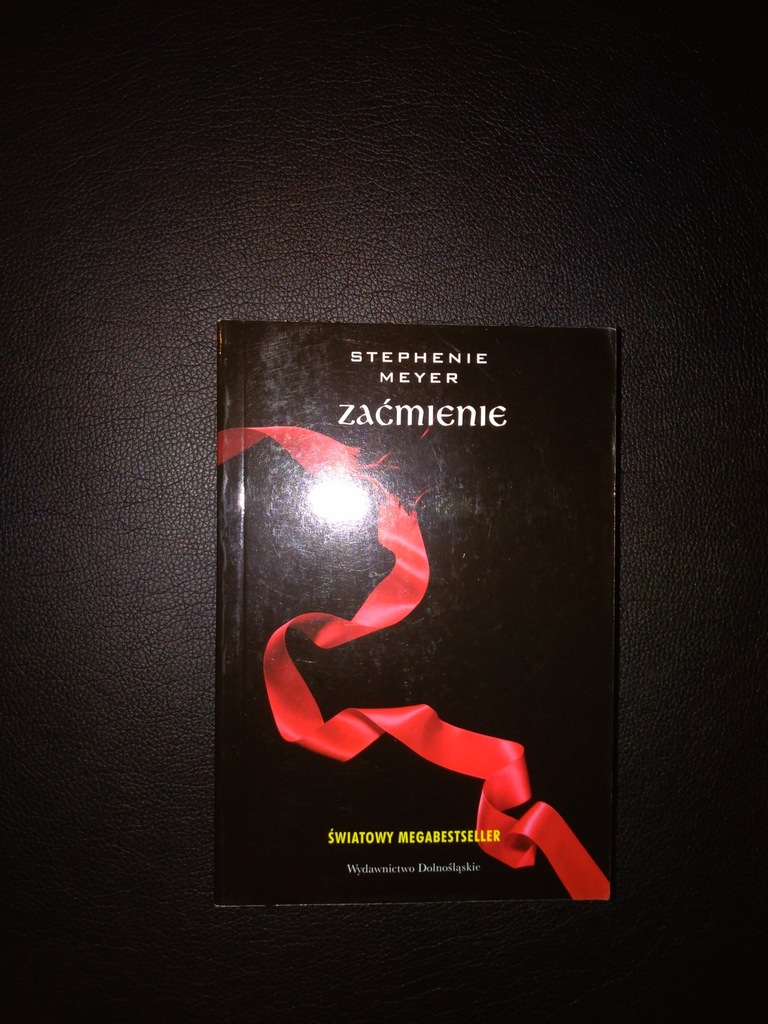 STEPHENIE
MEYER
ZAĆMIENIE
ŚWIATOWY MEGABESTSELLER
Wydawnictwo Dolnośląskie